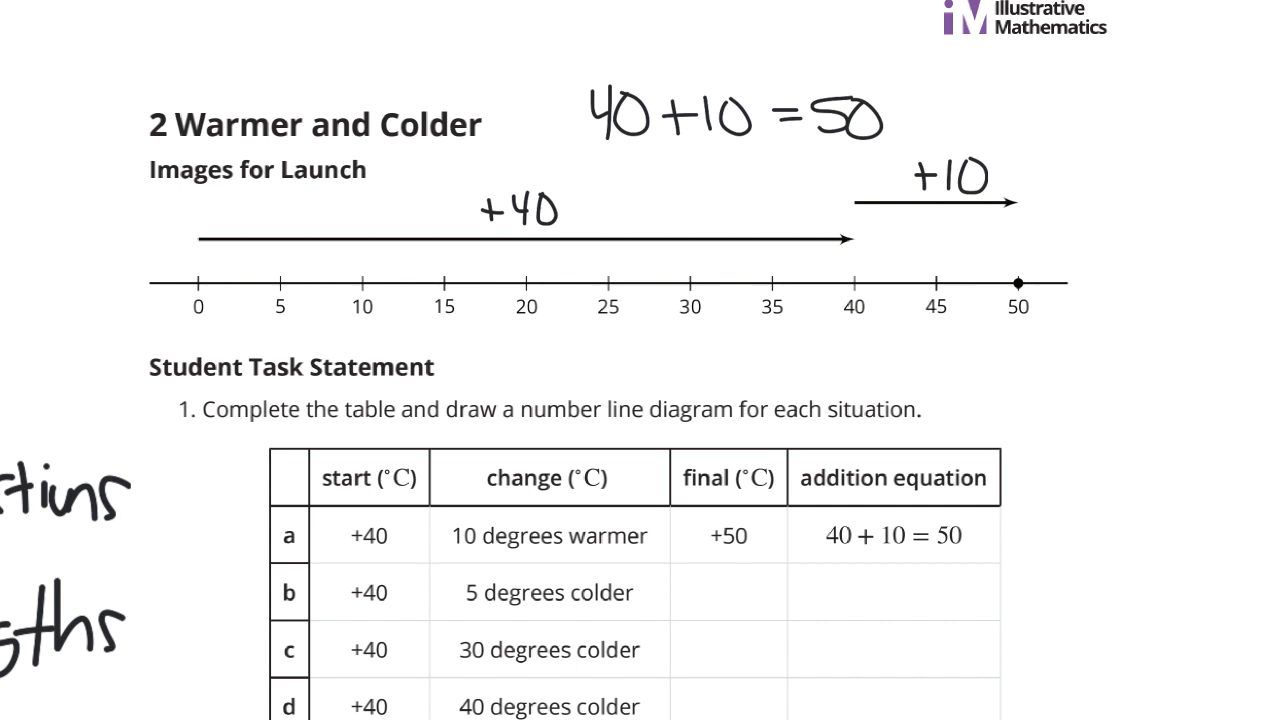 Illustrative
Mathematics
2 Warmer and Colder
40+10=50
Images for Launch
+10
+40
0 5 10 15 20 25 30 35 40 45 50
Student Task Statement
1. Complete the table and draw a number line diagram for each situation.
start (°C) change (°C) final (°C) addition equation
a +40 10 degrees warmer +50 40 + 10 = 50
b +40 5 degrees colder
c +40 30 degrees colder
d +40 40 degrees colder